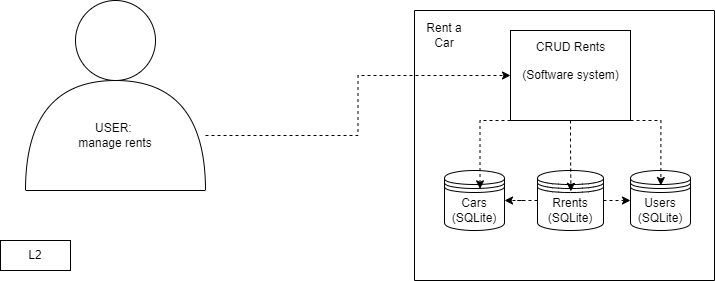 Rent a
Car
CRUD Rents
(Software system)
USER:
manage rents
Cars
(SQLite)
Rrents
(SQLite)
Users
(SQLite)
L2